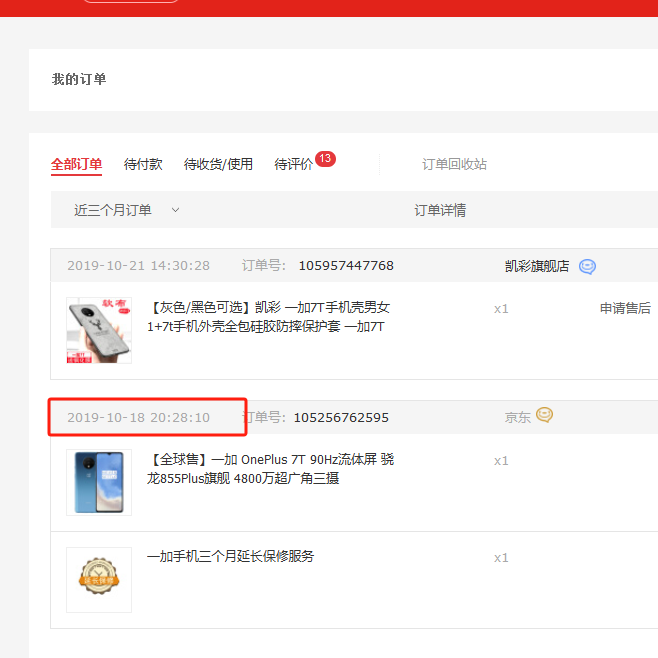 我的订单
全部订单 待付款 待收货/使用 待评价 13 订单回收站
近三个月订单 订单详情
2019-10-21 14:30:28 订单号: 105957447768 凯彩旗舰店
【灰色/黑色可选】凯彩 一加7T手机壳男女
1+7t手机外壳全包硅胶防摔保护套 一加7T
x1 申请售后
软布
2019-10-18 20:28:10 订单号: 105256762595 京东
【全球售】一加 OnePlus 7T 90Hz流体屏 骁
龙855Plus旗舰 4800万超广角三摄
x1
延长保修
一加手机三个月延长保修服务
x1